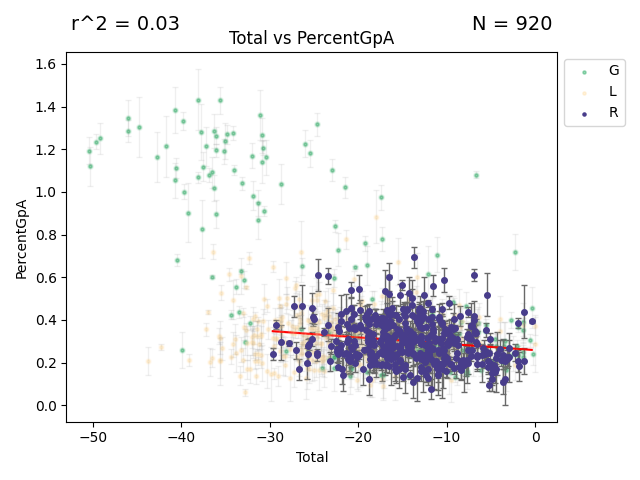 r^2 = 0.03 N = 920
Total vs PercentGpA
1.6
1.4
1.2
1.0
0.8
0.6
0.4
0.2
0.0
PercentGpA
−50 −40 −30 −20 −10 0
Total
G
L
R